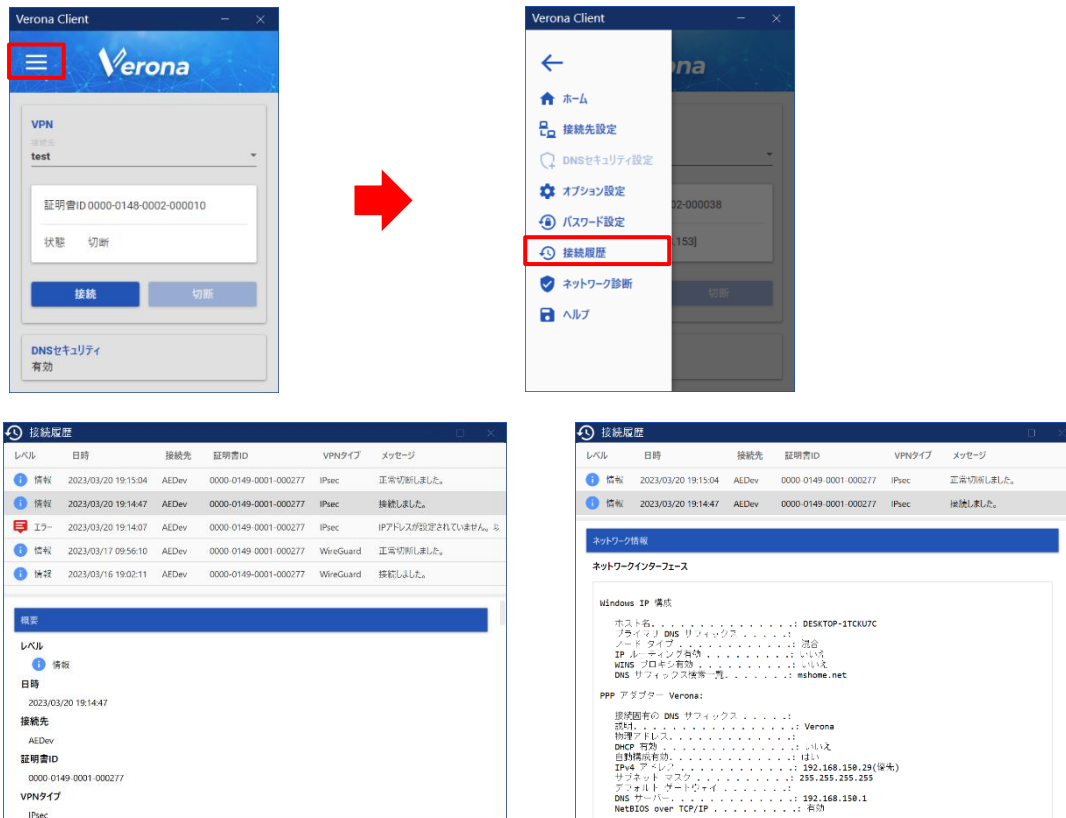 Verona Client
Verona
VPN
接続先
test
証明書ID 0000-0148-0002-000010
状態 切断
接続 切断
DNSセキュリティ
有効
Verona Client
ona
ホーム
接続先設定
DNSセキュリティ設定
オプション設定
パスワード設定
接続履歴
ネットワーク診断
ヘルプ
02-000038
.153]
切断
接続履歴
レベル 日時 接続先 証明書ID VPNタイプ メッセージ
情報 2023/03/20 19:15:04 AEDev 0000-0149-0001-000277 IPsec 正常切断しました。
情報 2023/03/20 19:14:47 AEDev 0000-0149-0001-000277 IPsec 接続しました。
エラー 2023/03/20 19:14:07 AEDev 0000-0149-0001-000277 IPsec IPアドレスが設定されていません。
情報 2023/03/17 09:56:10 AEDev 0000-0149-0001-000277 WireGuard 正常切断しました。
情報 2023/03/16 19:02:11 AEDev 0000-0149-0001-000277 WireGuard 接続しました。
概要
レベル
情報
日時
2023/03/20 19:14:47
接続先
AEDev
証明書ID
0000-0149-0001-000277
VPNタイプ
IPsec
接続履歴
レベル 日時 接続先 証明書ID VPNタイプ メッセージ
情報 2023/03/20 19:15:04 AEDev 0000-0149-0001-000277 IPsec 正常切断しました。
情報 2023/03/20 19:14:47 AEDev 0000-0149-0001-000277 IPsec 接続しました。
ネットワーク情報
ネットワークインターフェース
Windows IP 構成
ホスト名. . . . . . . . . . . . . . .: DESKTOP-1TCKU7C
プライマリ DNS サフィックス . . . . .:
ノード タイプ . . . . . . . . . . . .: 混合
IP ルーティング有効 . . . . . . . . .: いいえ
WINS プロキシ有効 . . . . . . . . . .: いいえ
DNS サフィックス検索一覧. . . . . . .: mshome.net
PPP アダプター Verona:
接続固有の DNS サフィックス . . . . .:
説明. . . . . . . . . . . . . . . . .: Verona
物理アドレス. . . . . . . . . . . . .:
DHCP 有効 . . . . . . . . . . . . . .: いいえ
自動構成有効. . . . . . . . . . . . .: はい
IPv4 アドレス . . . . . . . . . . . .: 192.168.150.29(優先)
サブネット マスク . . . . . . . . . .: 255.255.255.255
デフォルト ゲートウェイ . . . . . . .:
DNS サーバー. . . . . . . . . . . . .: 192.168.150.1
NetBIOS over TCP/IP . . . . . . . . .: 有効